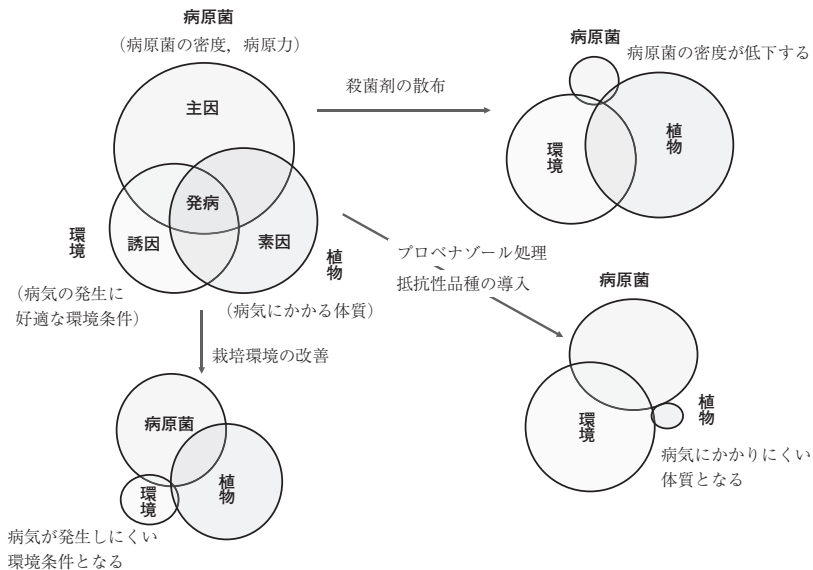 病原菌
（病原菌の密度，病原力）
主因
発病
誘因
素因
環境
（病気の発生に
好適な環境条件）
植物
（病気にかかる体質）
殺菌剤の散布
病原菌
病原菌の密度が低下する
環境
植物
プロベナゾール処理
抵抗性品種の導入
病原菌
環境
植物
病気にかかりにくい
体質となる
栽培環境の改善
病原菌
環境
植物
病気が発生しにくい
環境条件となる